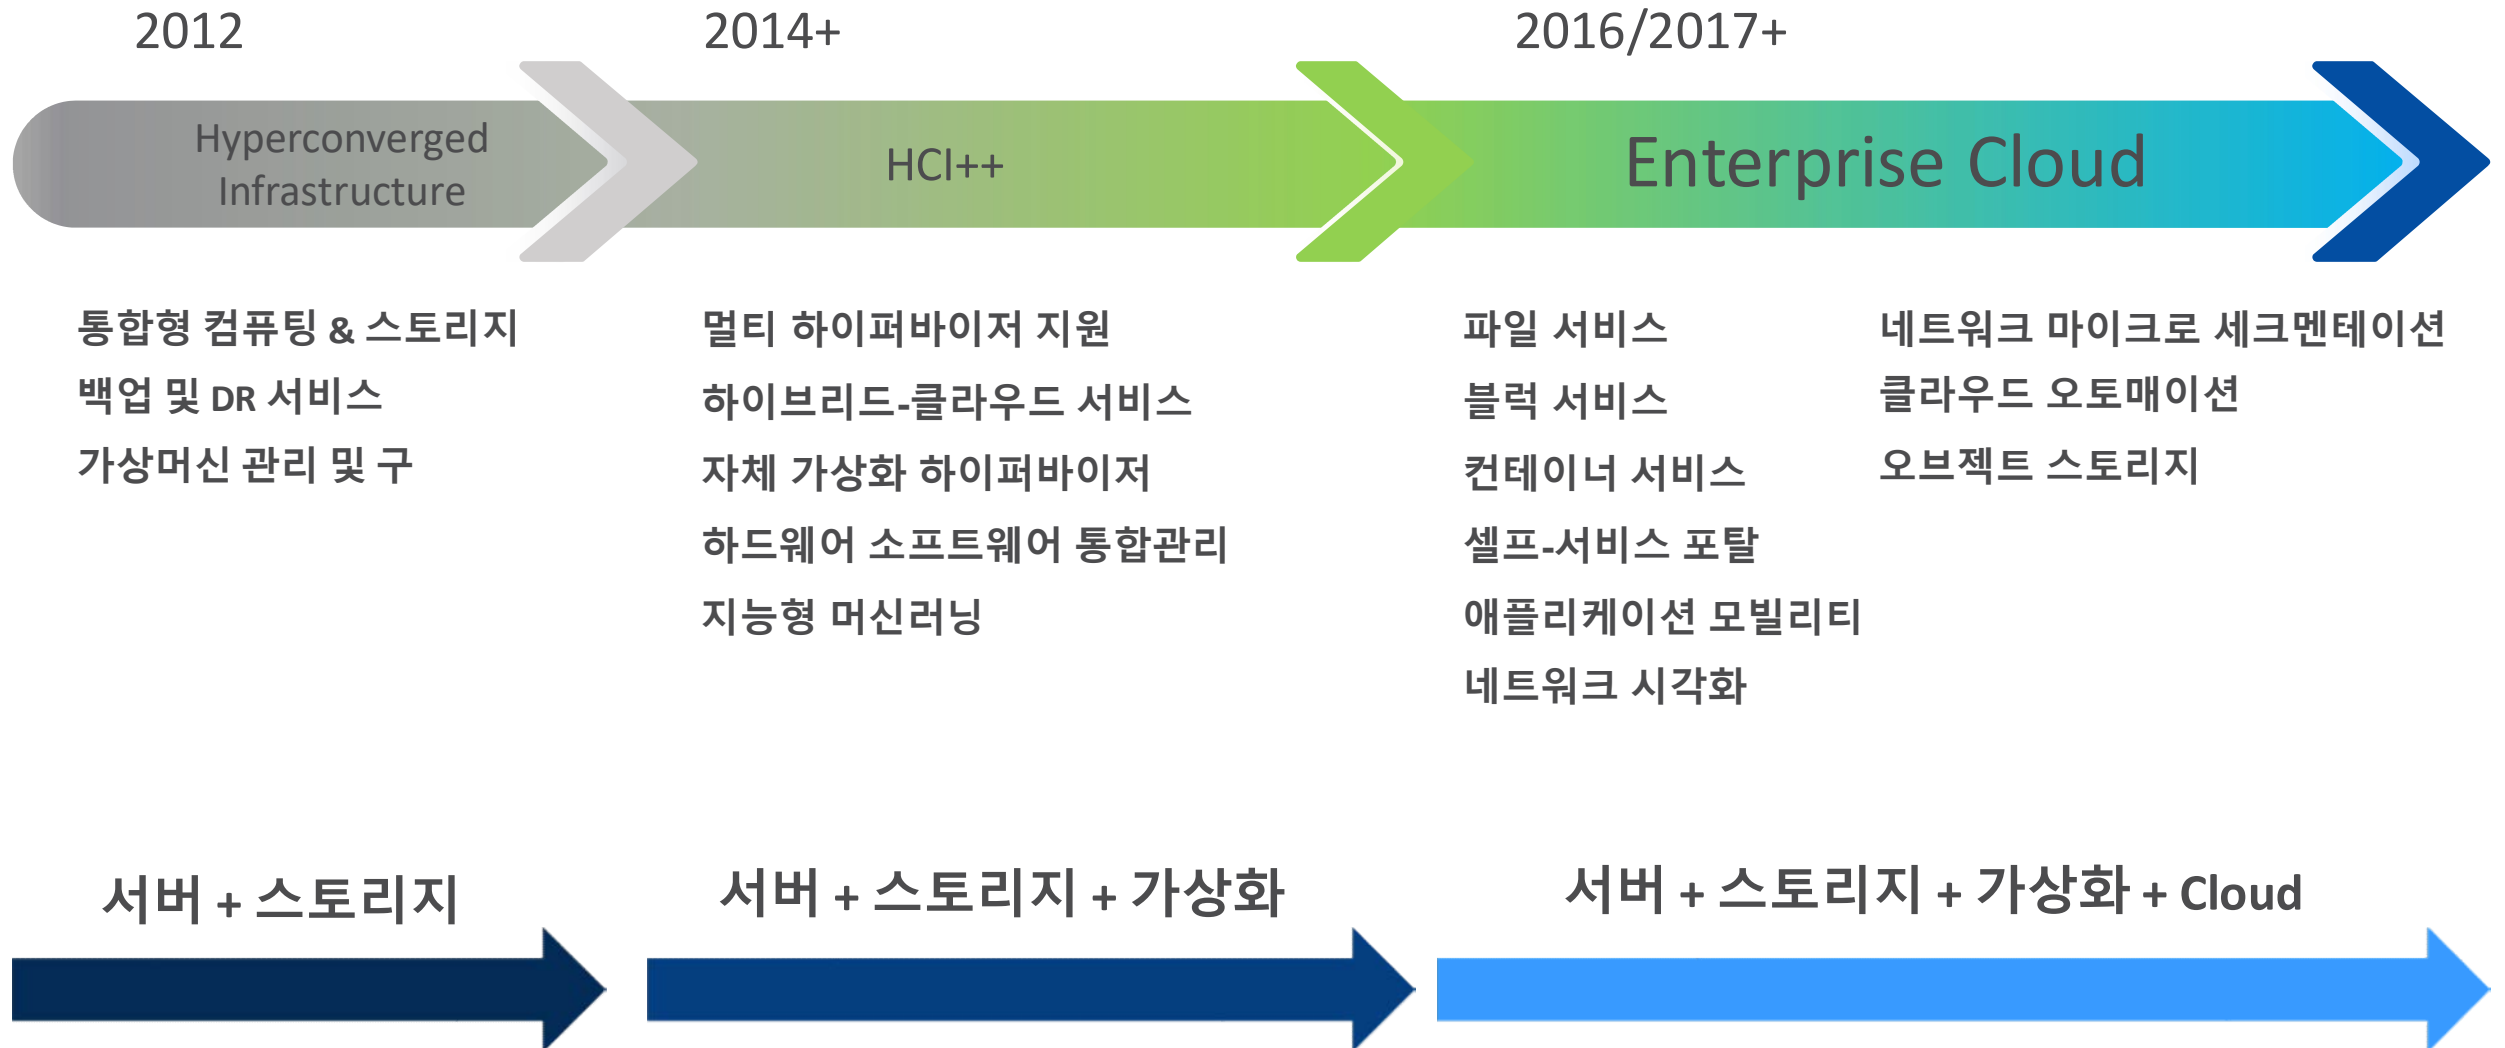 2012
2014+
2016/2017+
Hyperconverged
Infrastructure
HCI++
Enterprise Cloud
통합형 컴퓨팅 & 스토리지
백업 및 DR 서비스
가상머신 관리 및 구
멀티 하이퍼바이저 지원
하이브리드-클라우드 서비스
자체 가상화 하이퍼바이저
하드웨어 소프트웨어 통합관리
지능형 머신러닝
파일 서비스
블럭 서비스
컨테이너 서비스
셀프-서비스 포탈
애플리케이션 모빌리티
네트워크 시각화
네트워크 마이크로 세그먼테이션
클라우드 오토매이션
오브젝트 스토리지
서버 + 스토리지
서버 + 스토리지 + 가상화
서버 + 스토리지 + 가상화 + Cloud